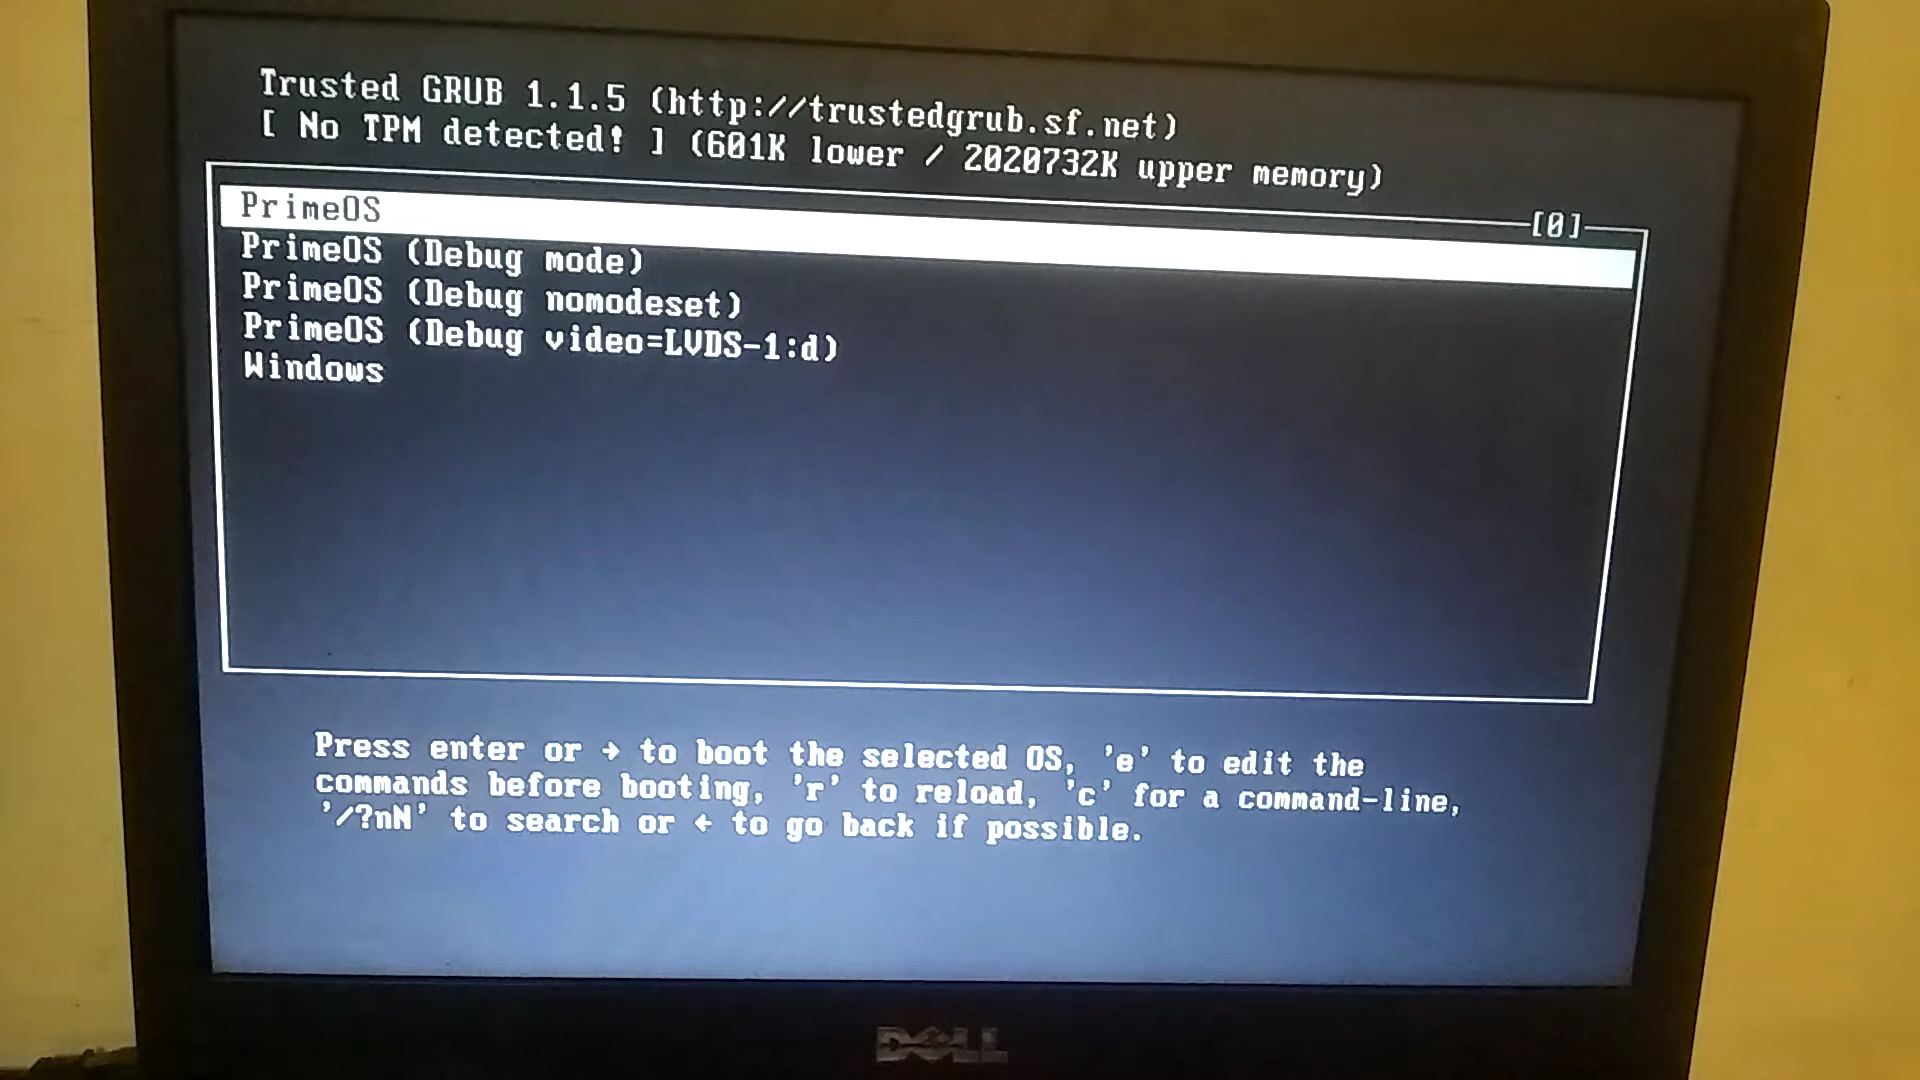 Trusted GRUB 1.1.5 (http://trustedgrub.sf.net)
[ No TPM detected! ] (601K lower / 2020732K upper memory)
[0]
PrimeOS
PrimeOS (Debug mode)
PrimeOS (Debug nomodeset)
PrimeOS (Debug video=LVDS-1:d)
Windows
Press enter or → to boot the selected OS, 'e' to edit the
commands before booting, 'r' to reload, 'c' for a command-line,
'/?nN' to search or ← to go back if possible.
DELL